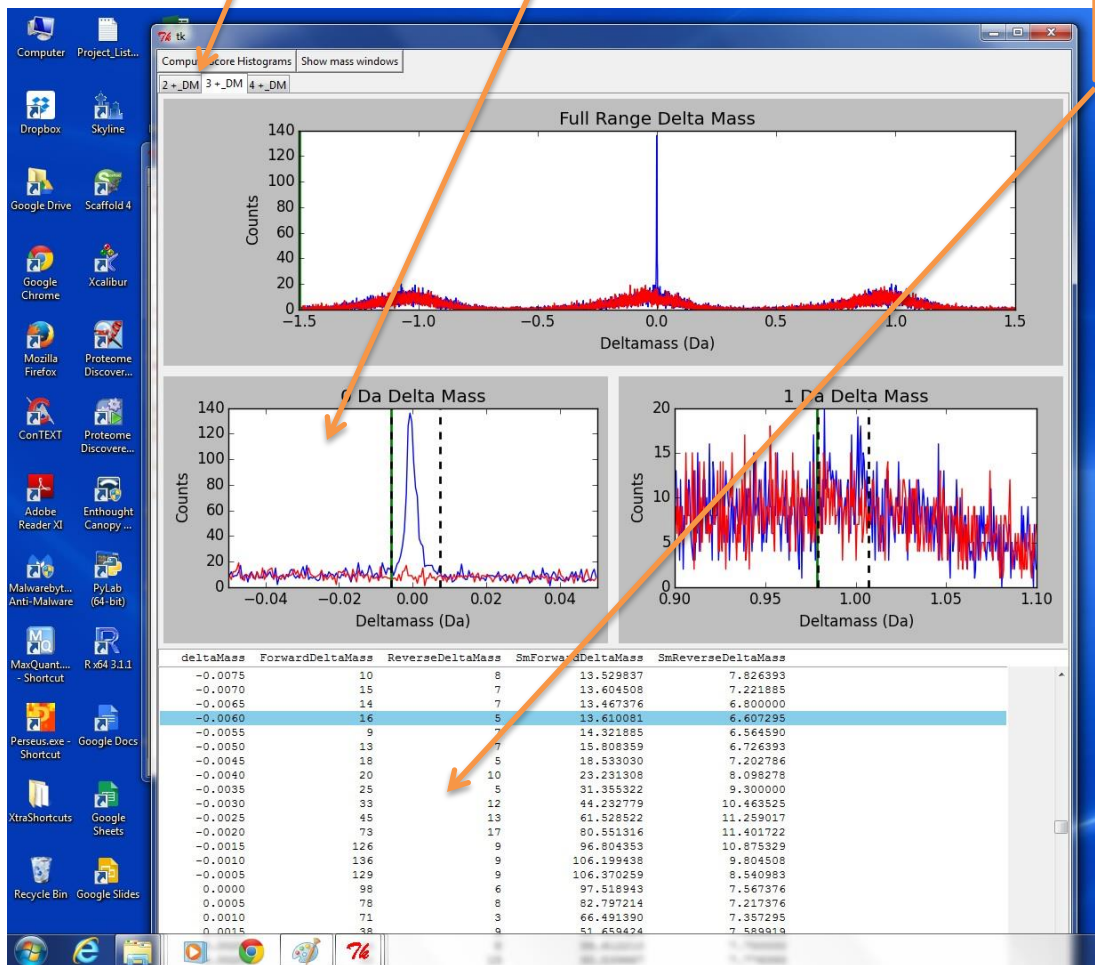 Computer
Project_List...
Dropbox
Skyline
Google Drive
Scaffold 4
Google Chrome
Xcalibur
Mozilla Firefox
Proteome Discover...
ConTEXT
Proteome Discovere...
Adobe Reader XI
Enthought Canopy ...
Malwarebyt... Anti-Malware
PyLab (64-bit)
MaxQuant.... - Shortcut
R x64 3.1.1
Perseus.exe - Shortcut
Google Docs
XtraShortcuts
Google Sheets
Recycle Bin
Google Slides
7k tk
Score Histograms
Show mass windows
2 +_DM 3 +_DM 4 +_DM
Full Range Delta Mass
140
120
100
80
60
40
20
0
Counts
−1.5 −1.0 −0.5 0.0 0.5 1.0 1.5
Deltamass (Da)
Da Delta Mass
140
120
100
80
60
40
20
0
Counts
−0.04 −0.02 0.00 0.02 0.04
Deltamass (Da)
1 Da Delta Mass
20
15
10
5
0
Counts
0.90 0.95 1.00 1.05 1.10
Deltamass (Da)
deltaMass ForwardDeltaMass ReverseDeltaMass SmForwardDeltaMass SmReverseDeltaMass
-0.0075 10 8 13.529837 7.826393
-0.0070 15 7 13.604508 7.221885
-0.0065 14 7 13.467376 6.800000
-0.0060 16 5 13.610081 6.607295
-0.0055 9 7 14.321885 6.564590
-0.0050 13 7 15.808359 6.726393
-0.0045 18 5 18.533030 7.202786
-0.0040 20 10 23.231308 8.098278
-0.0035 25 5 31.355322 9.300000
-0.0030 33 12 44.232779 10.463525
-0.0025 45 13 61.528522 11.259017
-0.0020 73 17 80.551316 11.401722
-0.0015 126 9 96.804353 10.875329
-0.0010 136 9 106.199438 9.804508
-0.0005 129 9 106.370259 8.540983
0.0000 98 6 97.518943 7.567376
0.0005 78 8 82.797214 7.217376
0.0010 71 3 66.491390 7.357295
0.0015 38 9 51.659424 7.589919
7k